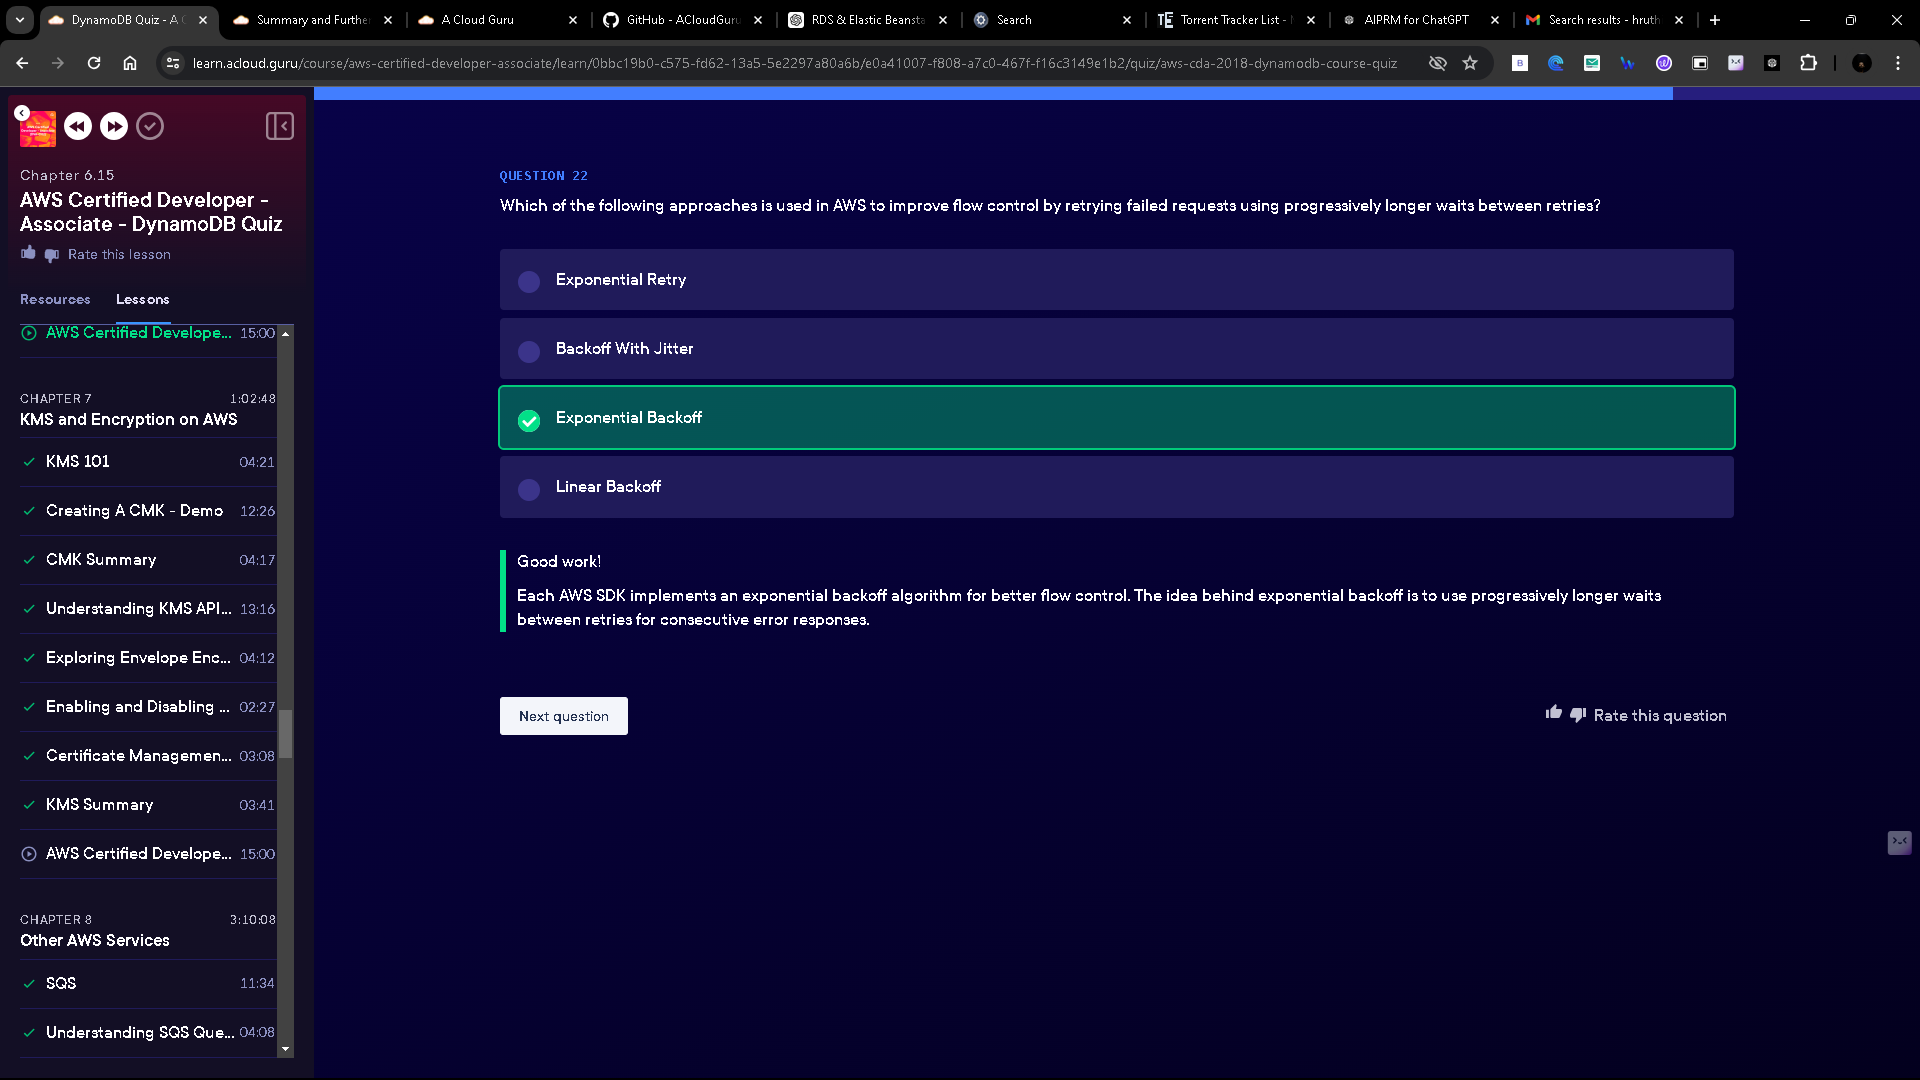 DynamoDB Quiz - A C
Summary and Further
A Cloud Guru
GitHub - ACloudGuru
RDS & Elastic Beansta
Search
Torrent Tracker List -
AIPRM for ChatGPT
Search results - hruth
learn.acloud.guru/course/aws-certified-developer-associate/learn/0bbc19b0-c575-fd62-13a5-5e2297a80a6b/e0a41007-f808-a7c0-467f-f16c3149e1b2/quiz/aws-cda-2018-dynamodb-course-quiz
Chapter 6.15
AWS Certified Developer -
Associate - DynamoDB Quiz
Rate this lesson
Resources
Lessons
AWS Certified Develope... 15:00
CHAPTER 7 1:02:48
KMS and Encryption on AWS
KMS 101 04:21
Creating A CMK - Demo 12:26
CMK Summary 04:17
Understanding KMS API... 13:16
Exploring Envelope Enc... 04:12
Enabling and Disabling ... 02:27
Certificate Managemen... 03:08
KMS Summary 03:41
AWS Certified Develope... 15:00
CHAPTER 8 3:10:08
Other AWS Services
SQS 11:34
Understanding SQS Que... 04:08
QUESTION 22
Which of the following approaches is used in AWS to improve flow control by retrying failed requests using progressively longer waits between retries?
Exponential Retry
Backoff With Jitter
Exponential Backoff
Linear Backoff
Good work!
Each AWS SDK implements an exponential backoff algorithm for better flow control. The idea behind exponential backoff is to use progressively longer waits
between retries for consecutive error responses.
Next question
Rate this question